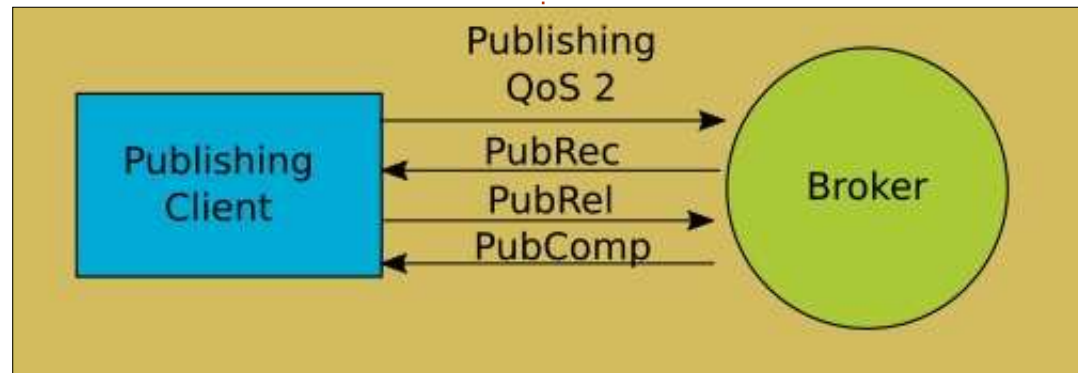 Publishing
QoS 2
PubRec
PubRel
PubComp
Publishing
Client
Broker